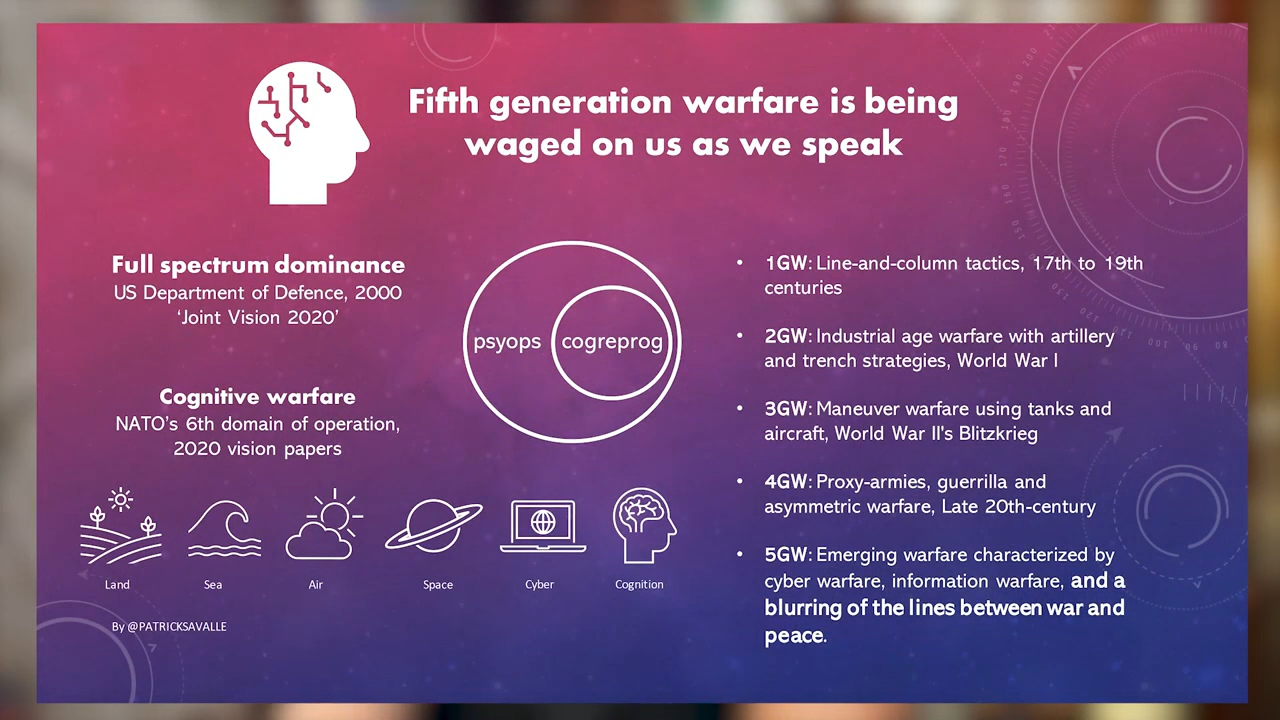 Fifth generation warfare is being
waged on us as we speak
Full spectrum dominance
US Department of Defence, 2000
‘Joint Vision 2020’
Cognitive warfare
NATO’s 6th domain of operation,
2020 vision papers
Land
Sea
Air
Space
Cyber
Cognition
By @PATRICKSAVALLE
psyops
cogreprog
• 1GW: Line-and-column tactics, 17th to 19th
centuries
• 2GW: Industrial age warfare with artillery
and trench strategies, World War I
• 3GW: Maneuver warfare using tanks and
aircraft, World War II's Blitzkrieg
• 4GW: Proxy-armies, guerrilla and
asymmetric warfare, Late 20th-century
• 5GW: Emerging warfare characterized by
cyber warfare, information warfare, and a
blurring of the lines between war and
peace.